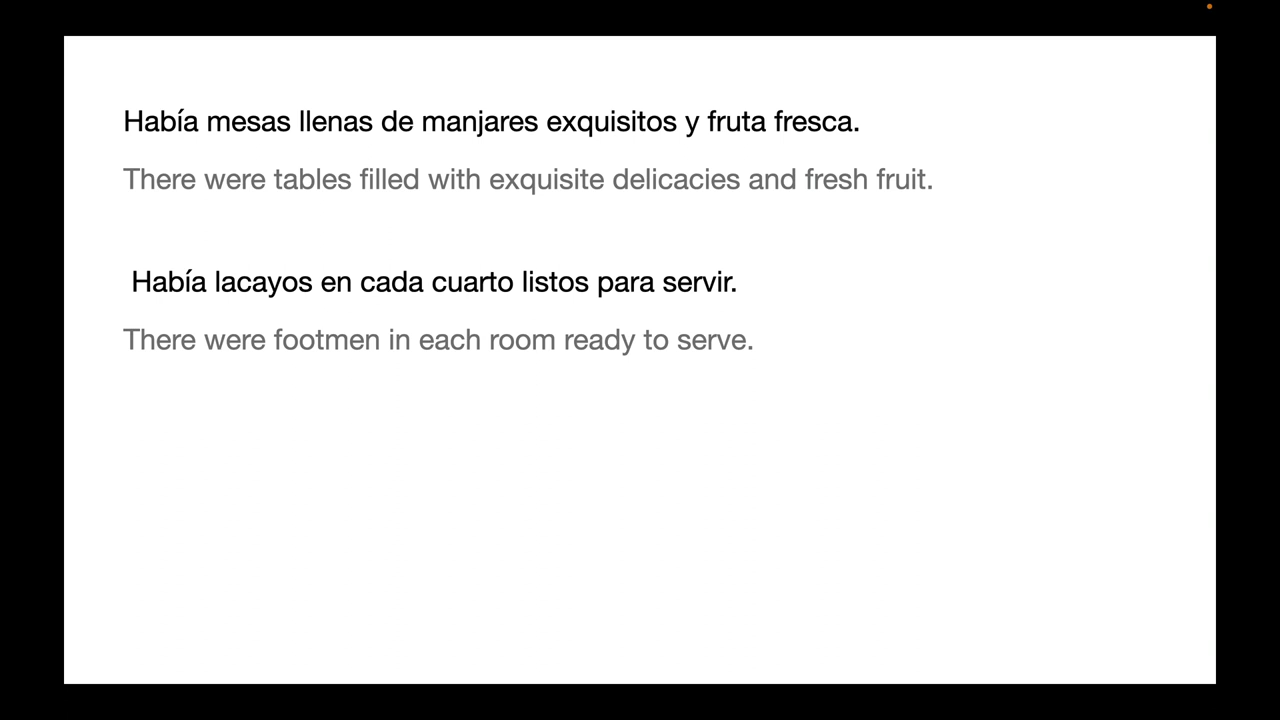 Había mesas llenas de manjares exquisitos y fruta fresca.
There were tables filled with exquisite delicacies and fresh fruit.
Había lacayos en cada cuarto listos para servir.
There were footmen in each room ready to serve.